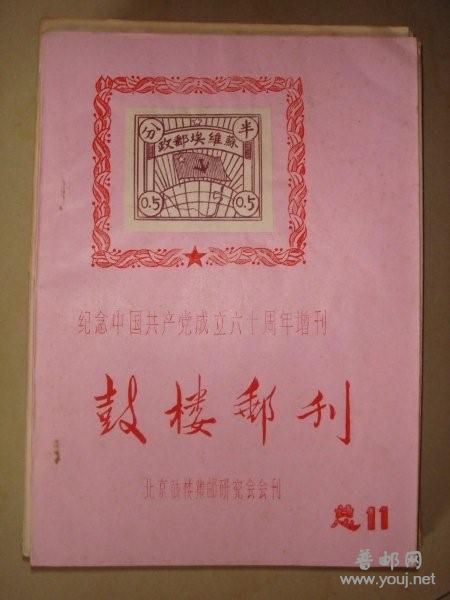 半分
蘇維埃郵政
0.5 0.5
纪念中国共产党成立六十周年增刊
鼓楼郵刊
北京鼓楼集邮研究会会刊
总11
普邮网
www.youj.net